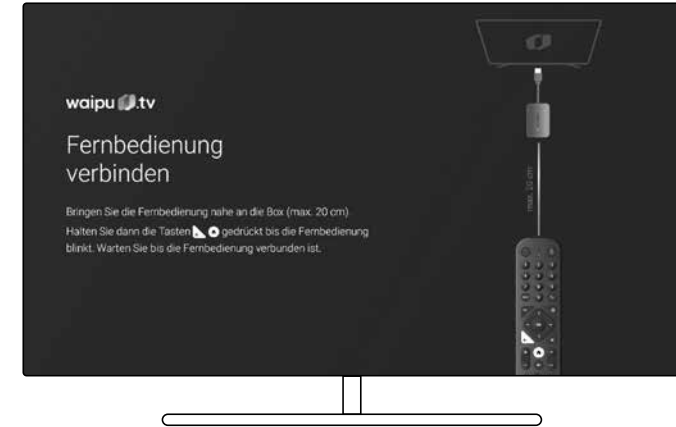 waipu.tv
Fernbedienung
verbinden
Bringen Sie die Fernbedienung nahe an die Box (max. 20 cm)
Halten Sie dann die Tasten gedrückt bis die Fernbedienung
blinkt. Warten Sie bis die Fernbedienung verbunden ist.
max. 20 cm